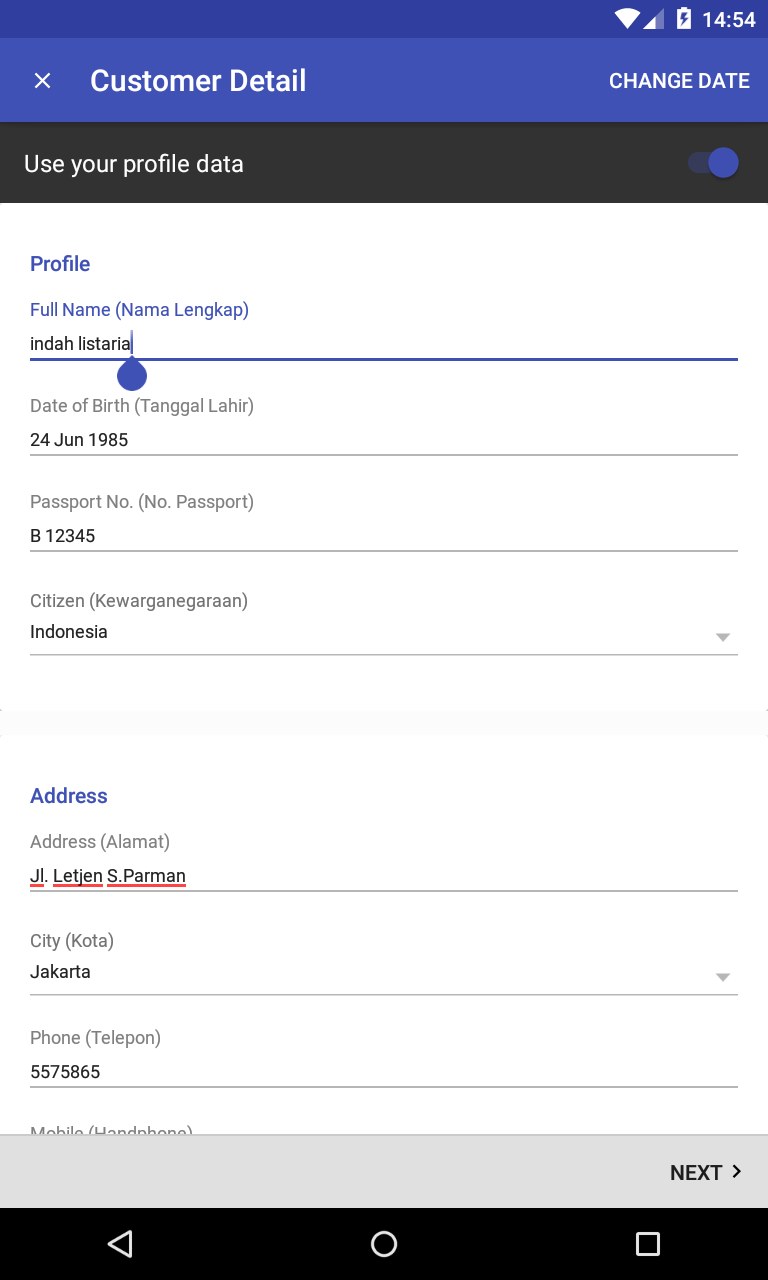 14:54
Customer Detail
CHANGE DATE
Use your profile data
Profile
Full Name (Nama Lengkap)
indah listaria
Date of Birth (Tanggal Lahir)
24 Jun 1985
Passport No. (No. Passport)
B 12345
Citizen (Kewarganegaraan)
Indonesia
Address
Address (Alamat)
Jl. Letjen S.Parman
City (Kota)
Jakarta
Phone (Telepon)
5575865
Mobile (Handphone)
NEXT